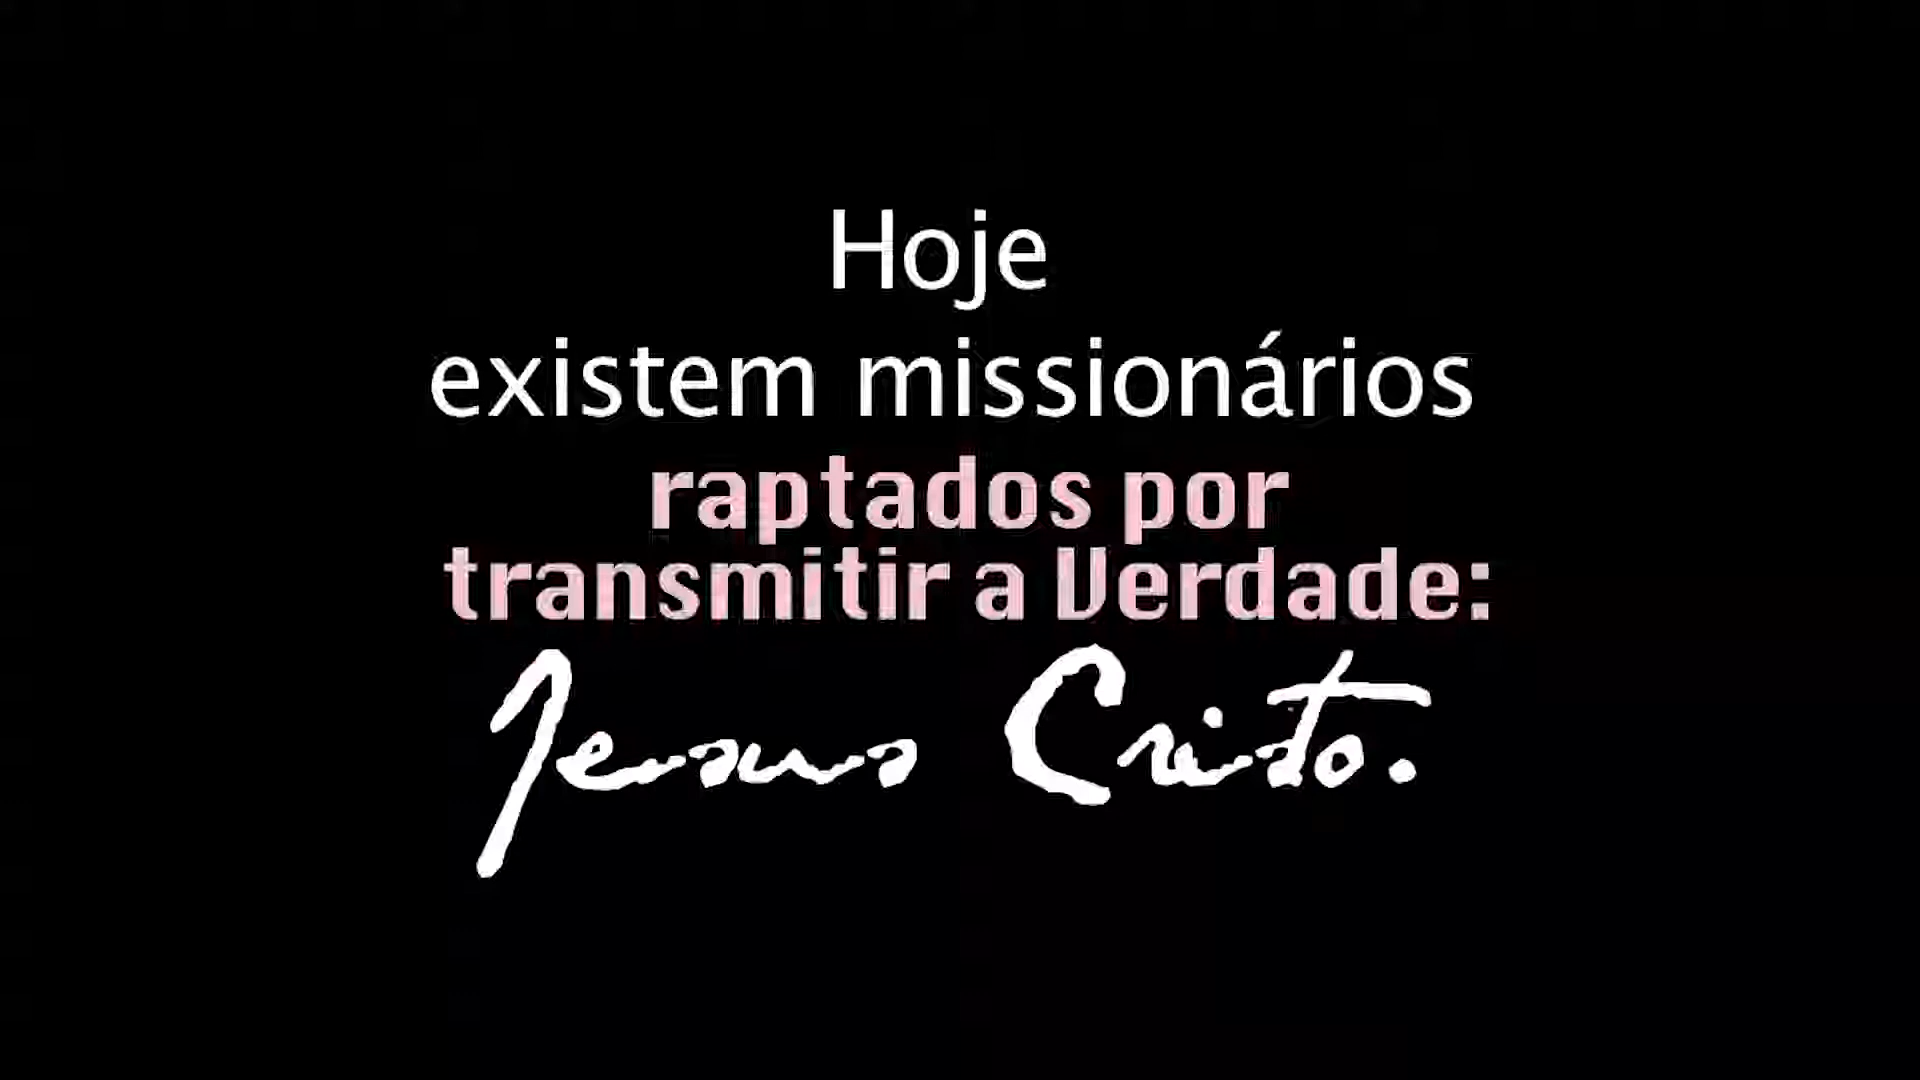 Hoje
existem missionários
raptados por
transmitir a Verdade:
Jesus Cristo.